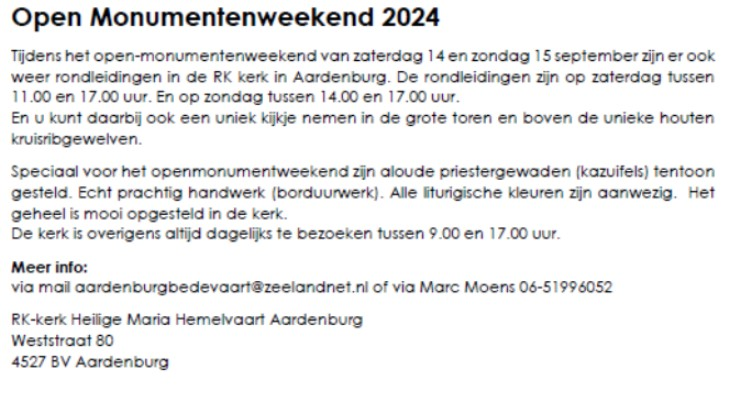 Open Monumentenweekend 2024
Tijdens het open-monumentenweekend van zaterdag 14 en zondag 15 september zijn er ook
weer rondleidingen in de RK kerk in Aardenburg. De rondleidingen zijn op zaterdag tussen
11.00 en 17.00 uur. En op zondag tussen 14.00 en 17.00 uur.
En u kunt daarbij ook een uniek kijkje nemen in de grote toren en boven de unieke houten
kruisribgewelven.
Speciaal voor het openmonumentweekend zijn aloude priestergewaden (kazuifels) tentoon
gesteld. Echt prachtig handwerk (borduurwerk). Alle liturigische kleuren zijn aanwezig. Het
geheel is mooi opgesteld in de kerk.
De kerk is overigens altijd dagelijks te bezoeken tussen 9.00 en 17.00 uur.
Meer info:
via mail aardenburgbedevaart@zeelandnet.nl of via Marc Moens 06-51996052
RK-kerk Heilige Maria Hemelvaart Aardenburg
Weststraat 80
4527 BV Aardenburg